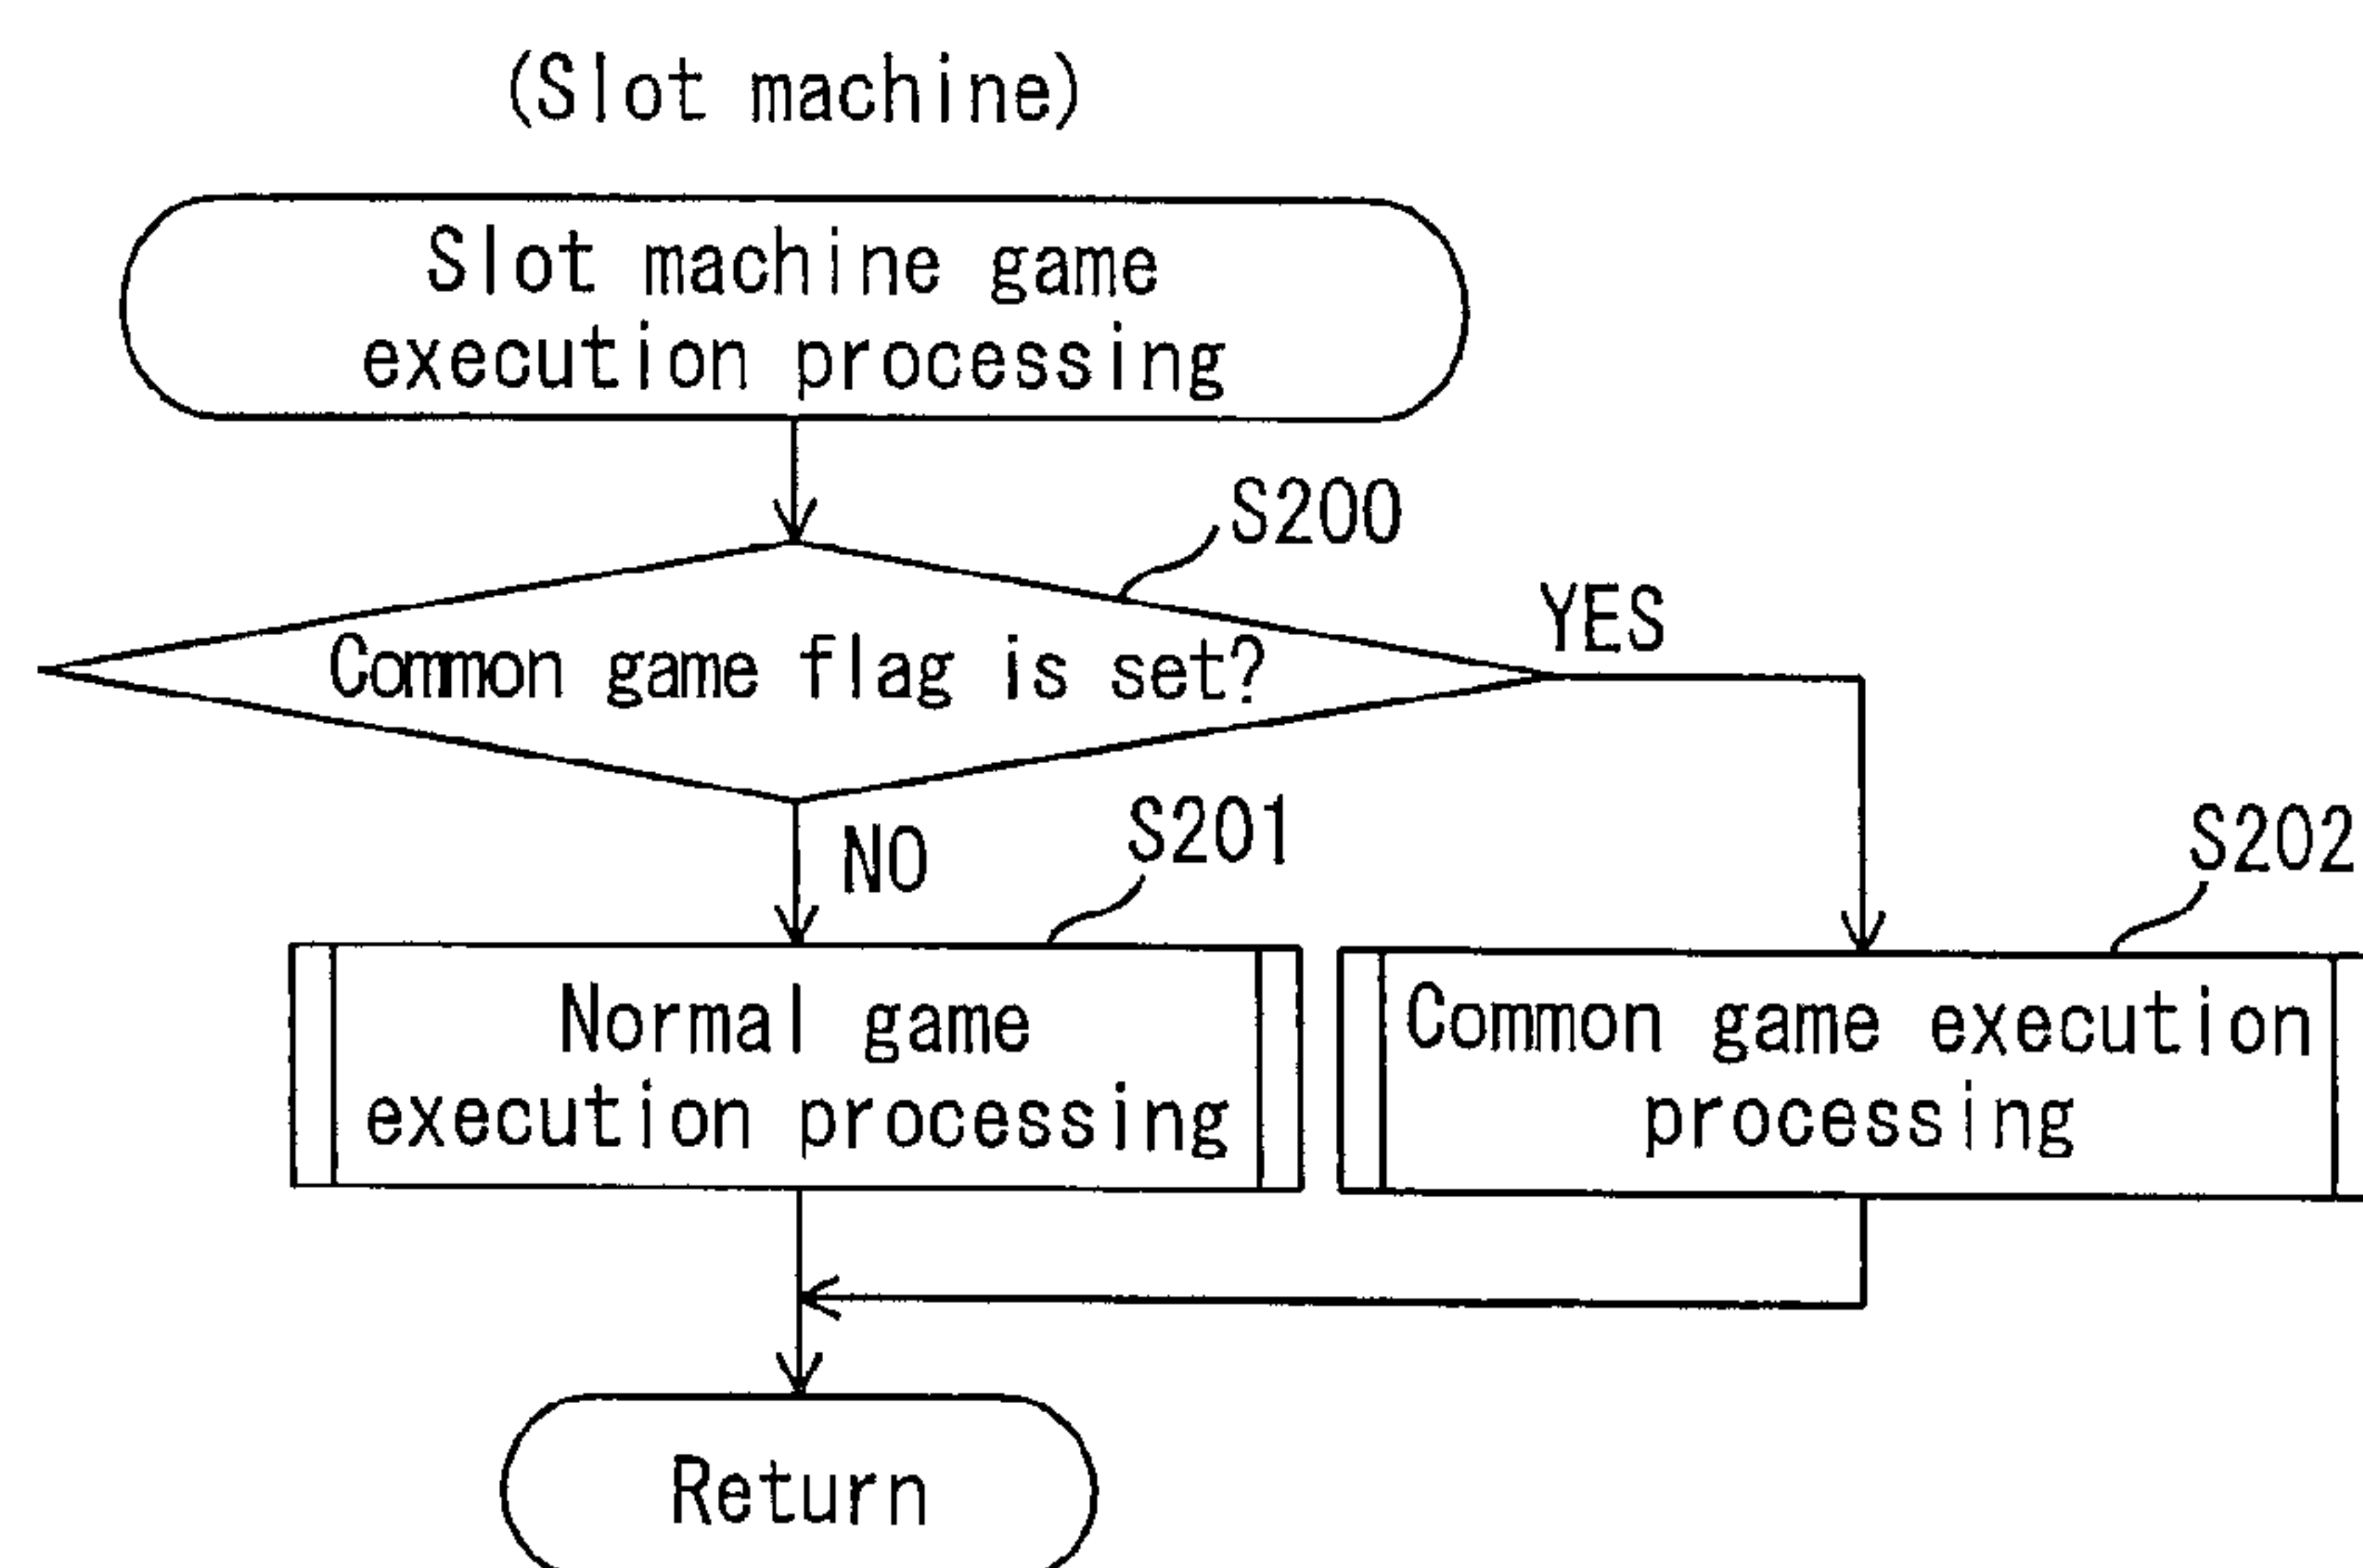 (Slot machine)
Slot machine game
execution processing
S200
Common game flag is set?
YES
NO
S201
S202
Normal game
execution processing
Common game execution
processing
Return